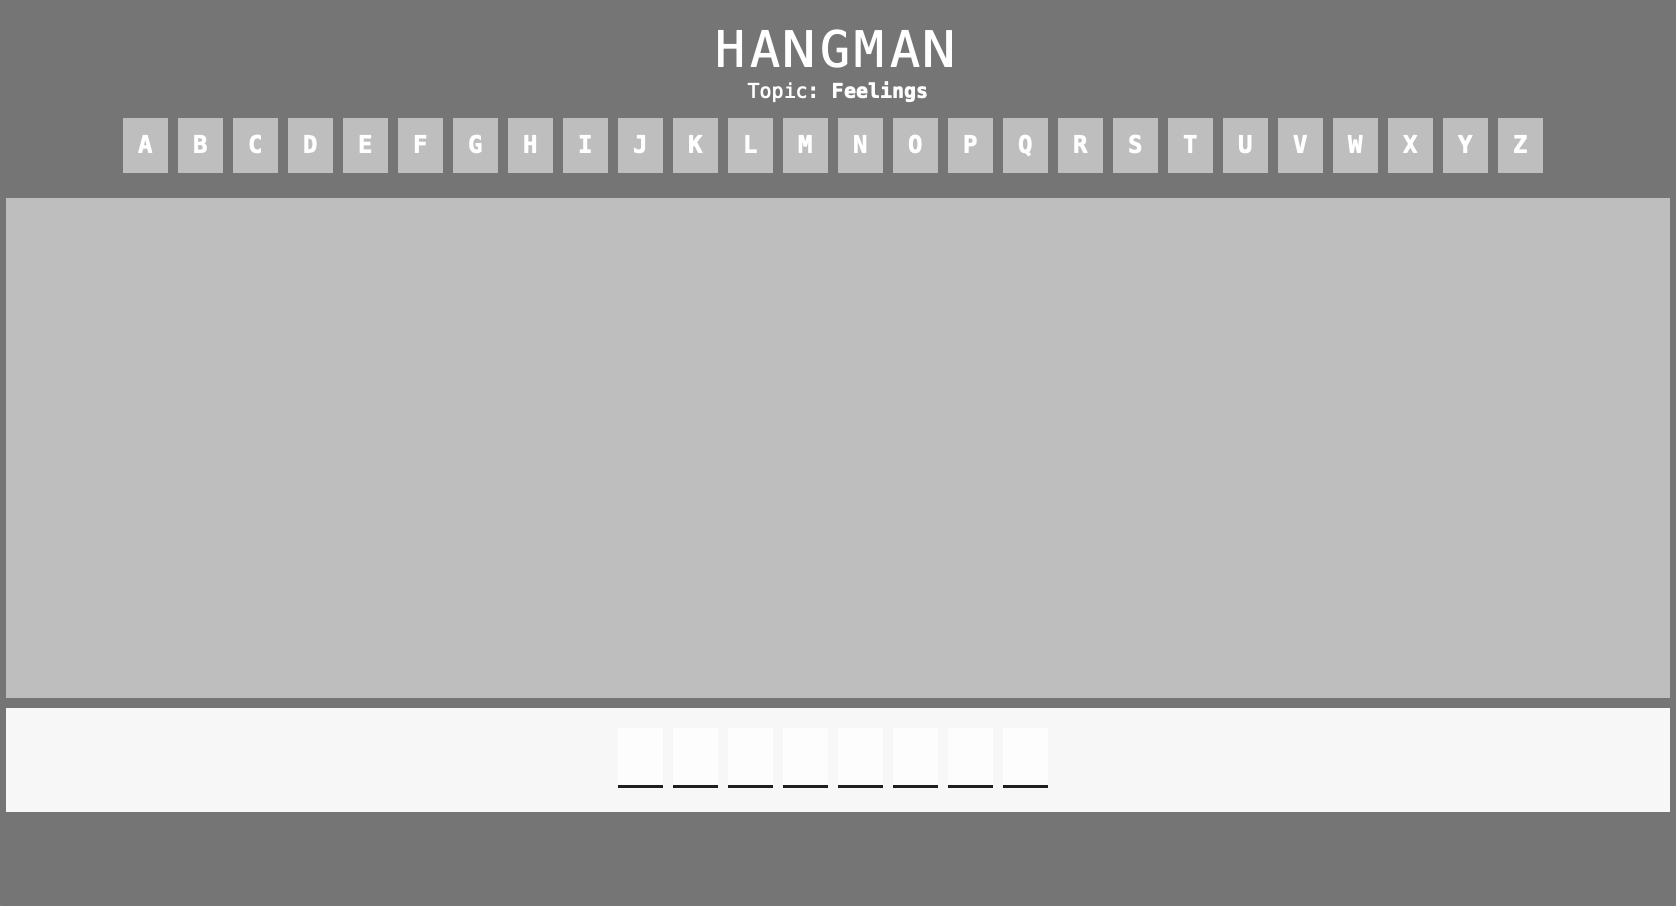 HANGMAN
Topic: Feelings
A B C D E F G H I J K L M N O P Q R S T U V W X Y Z